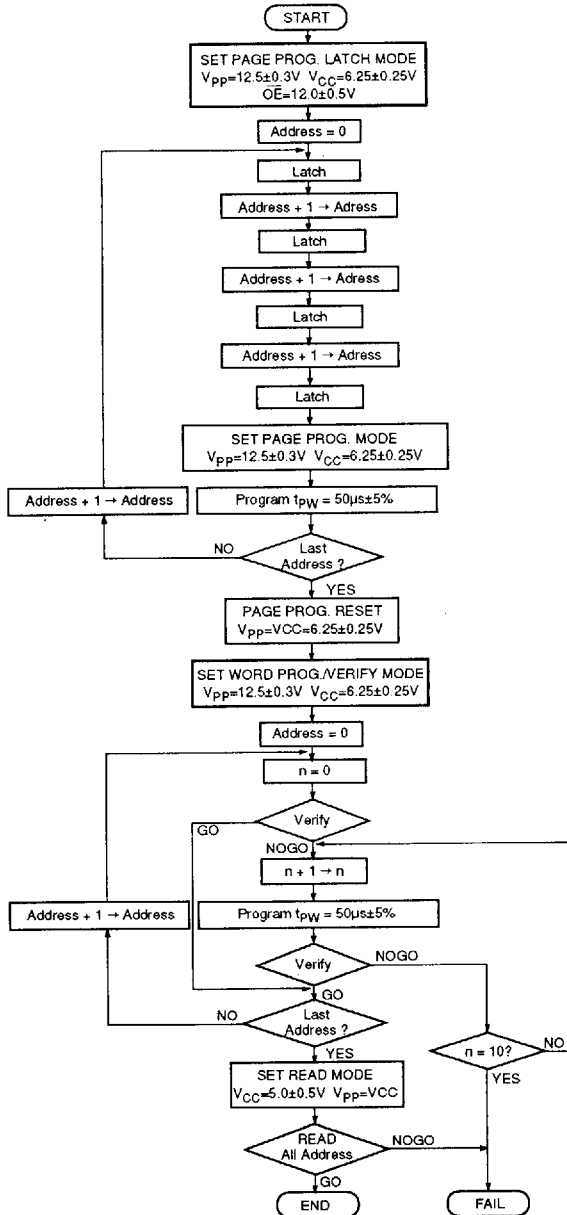 START
SET PAGE PROG. LATCH MODE
VPP=12.5±0.3V VCC=6.25±0.25V
O̅E̅=12.0±0.5V
Address = 0
Latch
Address + 1 → Adress
Latch
Address + 1 → Adress
Latch
Address + 1 → Adress
Latch
SET PAGE PROG. MODE
VPP=12.5±0.3V VCC=6.25±0.25V
Address + 1 → Address
Program tPW = 50µs±5%
NO
Last
Address ?
YES
PAGE PROG. RESET
VPP=VCC=6.25±0.25V
SET WORD PROG./VERIFY MODE
VPP=12.5±0.3V VCC=6.25±0.25V
Address = 0
n = 0
Verify
GO
NOGO
n + 1 → n
Address + 1 → Address
Program tPW = 50µs±5%
Verify
NOGO
GO
NO
Last
Address ?
YES
n = 10?
NO
YES
SET READ MODE
VCC=5.0±0.5V VPP=VCC
READ
All Address
NOGO
GO
END
FAIL